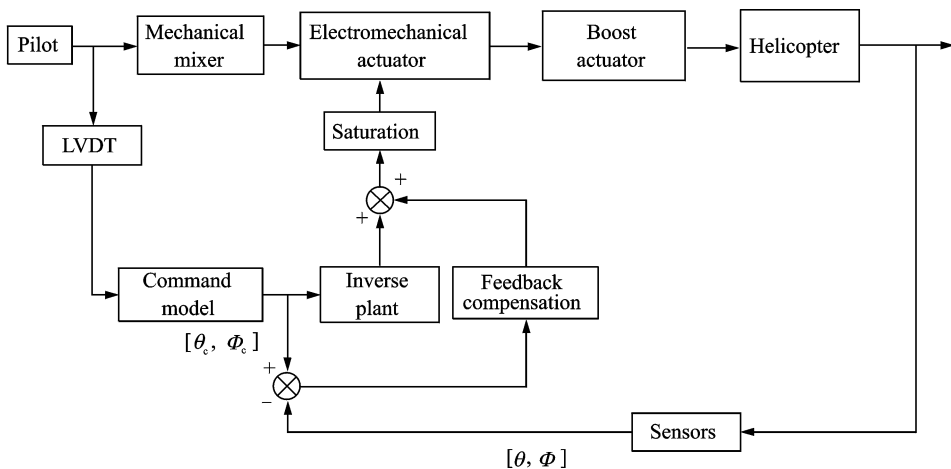 Pilot
Mechanical
mixer
Electromechanical
actuator
Boost
actuator
Helicopter
LVDT
Saturation
+
+
Command
model
Inverse
plant
Feedback
compensation
[θc, Φc]
+
−
Sensors
[θ, Φ]